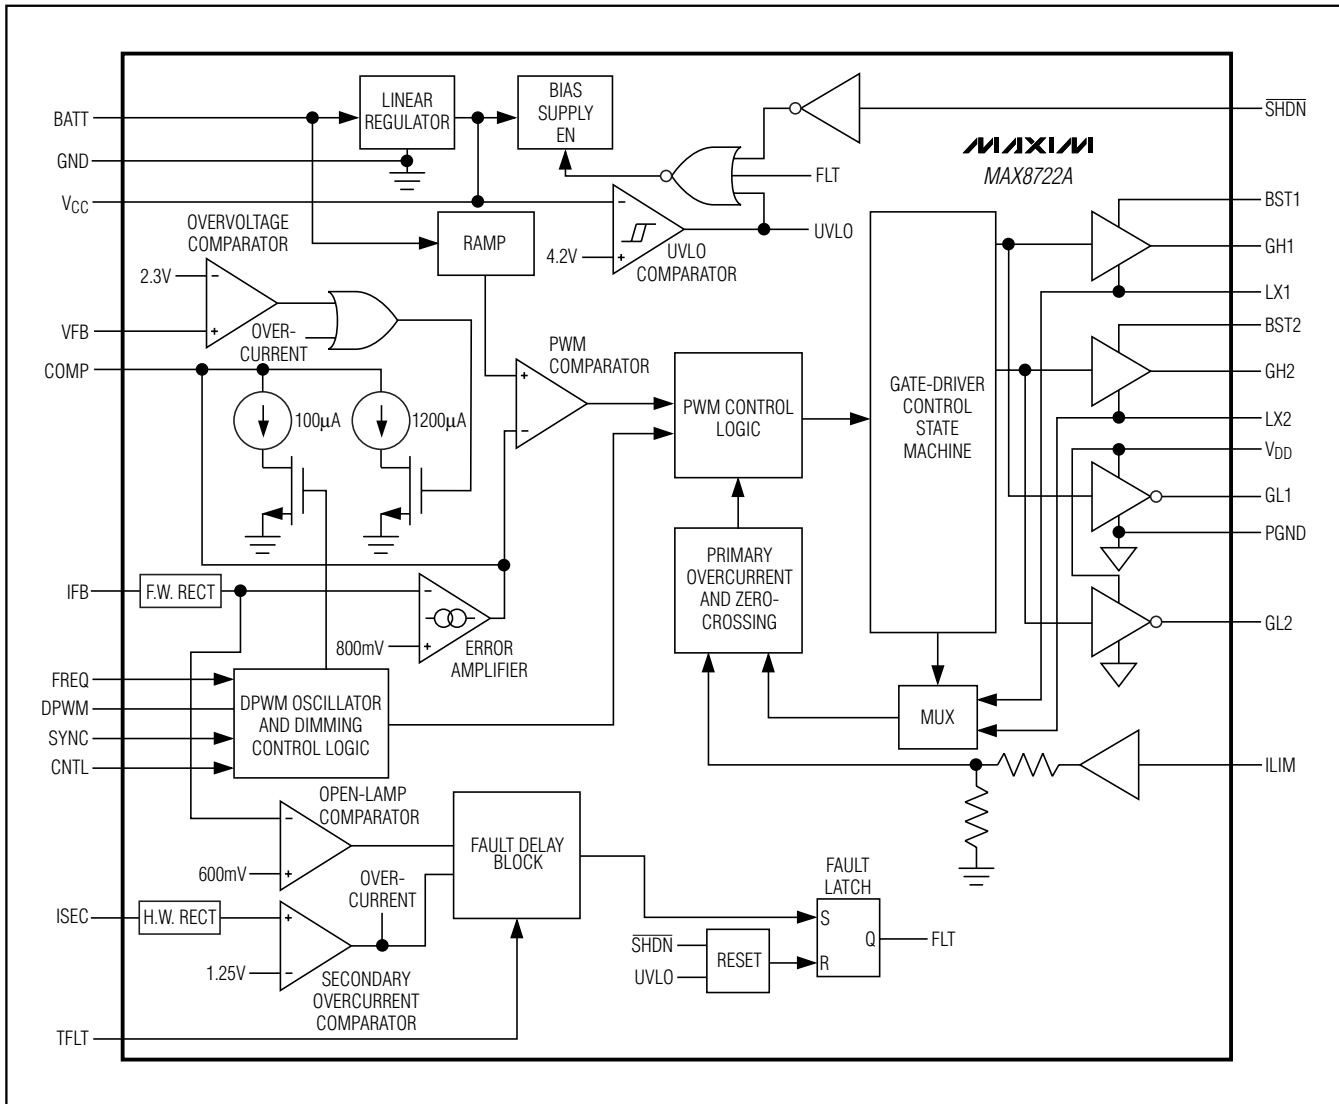 BATT
GND
VCC
VFB
COMP
IFB
FREQ
DPWM
SYNC
CNTL
ISEC
TFLT
LINEAR
REGULATOR
BIAS
SUPPLY
EN
FLT
UVLO
4.2V
−
+
UVLO
COMPARATOR
OVERVOLTAGE
COMPARATOR
2.3V
−
+
OVER-
CURRENT
RAMP
100μA
1200μA
PWM
COMPARATOR
+
−
PWM CONTROL
LOGIC
GATE-DRIVER
CONTROL
STATE
MACHINE
PRIMARY
OVERCURRENT
AND ZERO-
CROSSING
MUX
F.W. RECT
800mV
−
+
ERROR
AMPLIFIER
DPWM OSCILLATOR
AND DIMMING
CONTROL LOGIC
OPEN-LAMP
COMPARATOR
−
+
600mV
FAULT DELAY
BLOCK
OVER-
CURRENT
H.W. RECT
+
−
1.25V
SECONDARY
OVERCURRENT
COMPARATOR
SHDN
UVLO
RESET
FAULT
LATCH
S
R
Q
FLT
MAXIM
MAX8722A
SHDN
BST1
GH1
LX1
BST2
GH2
LX2
VDD
GL1
PGND
GL2
ILIM